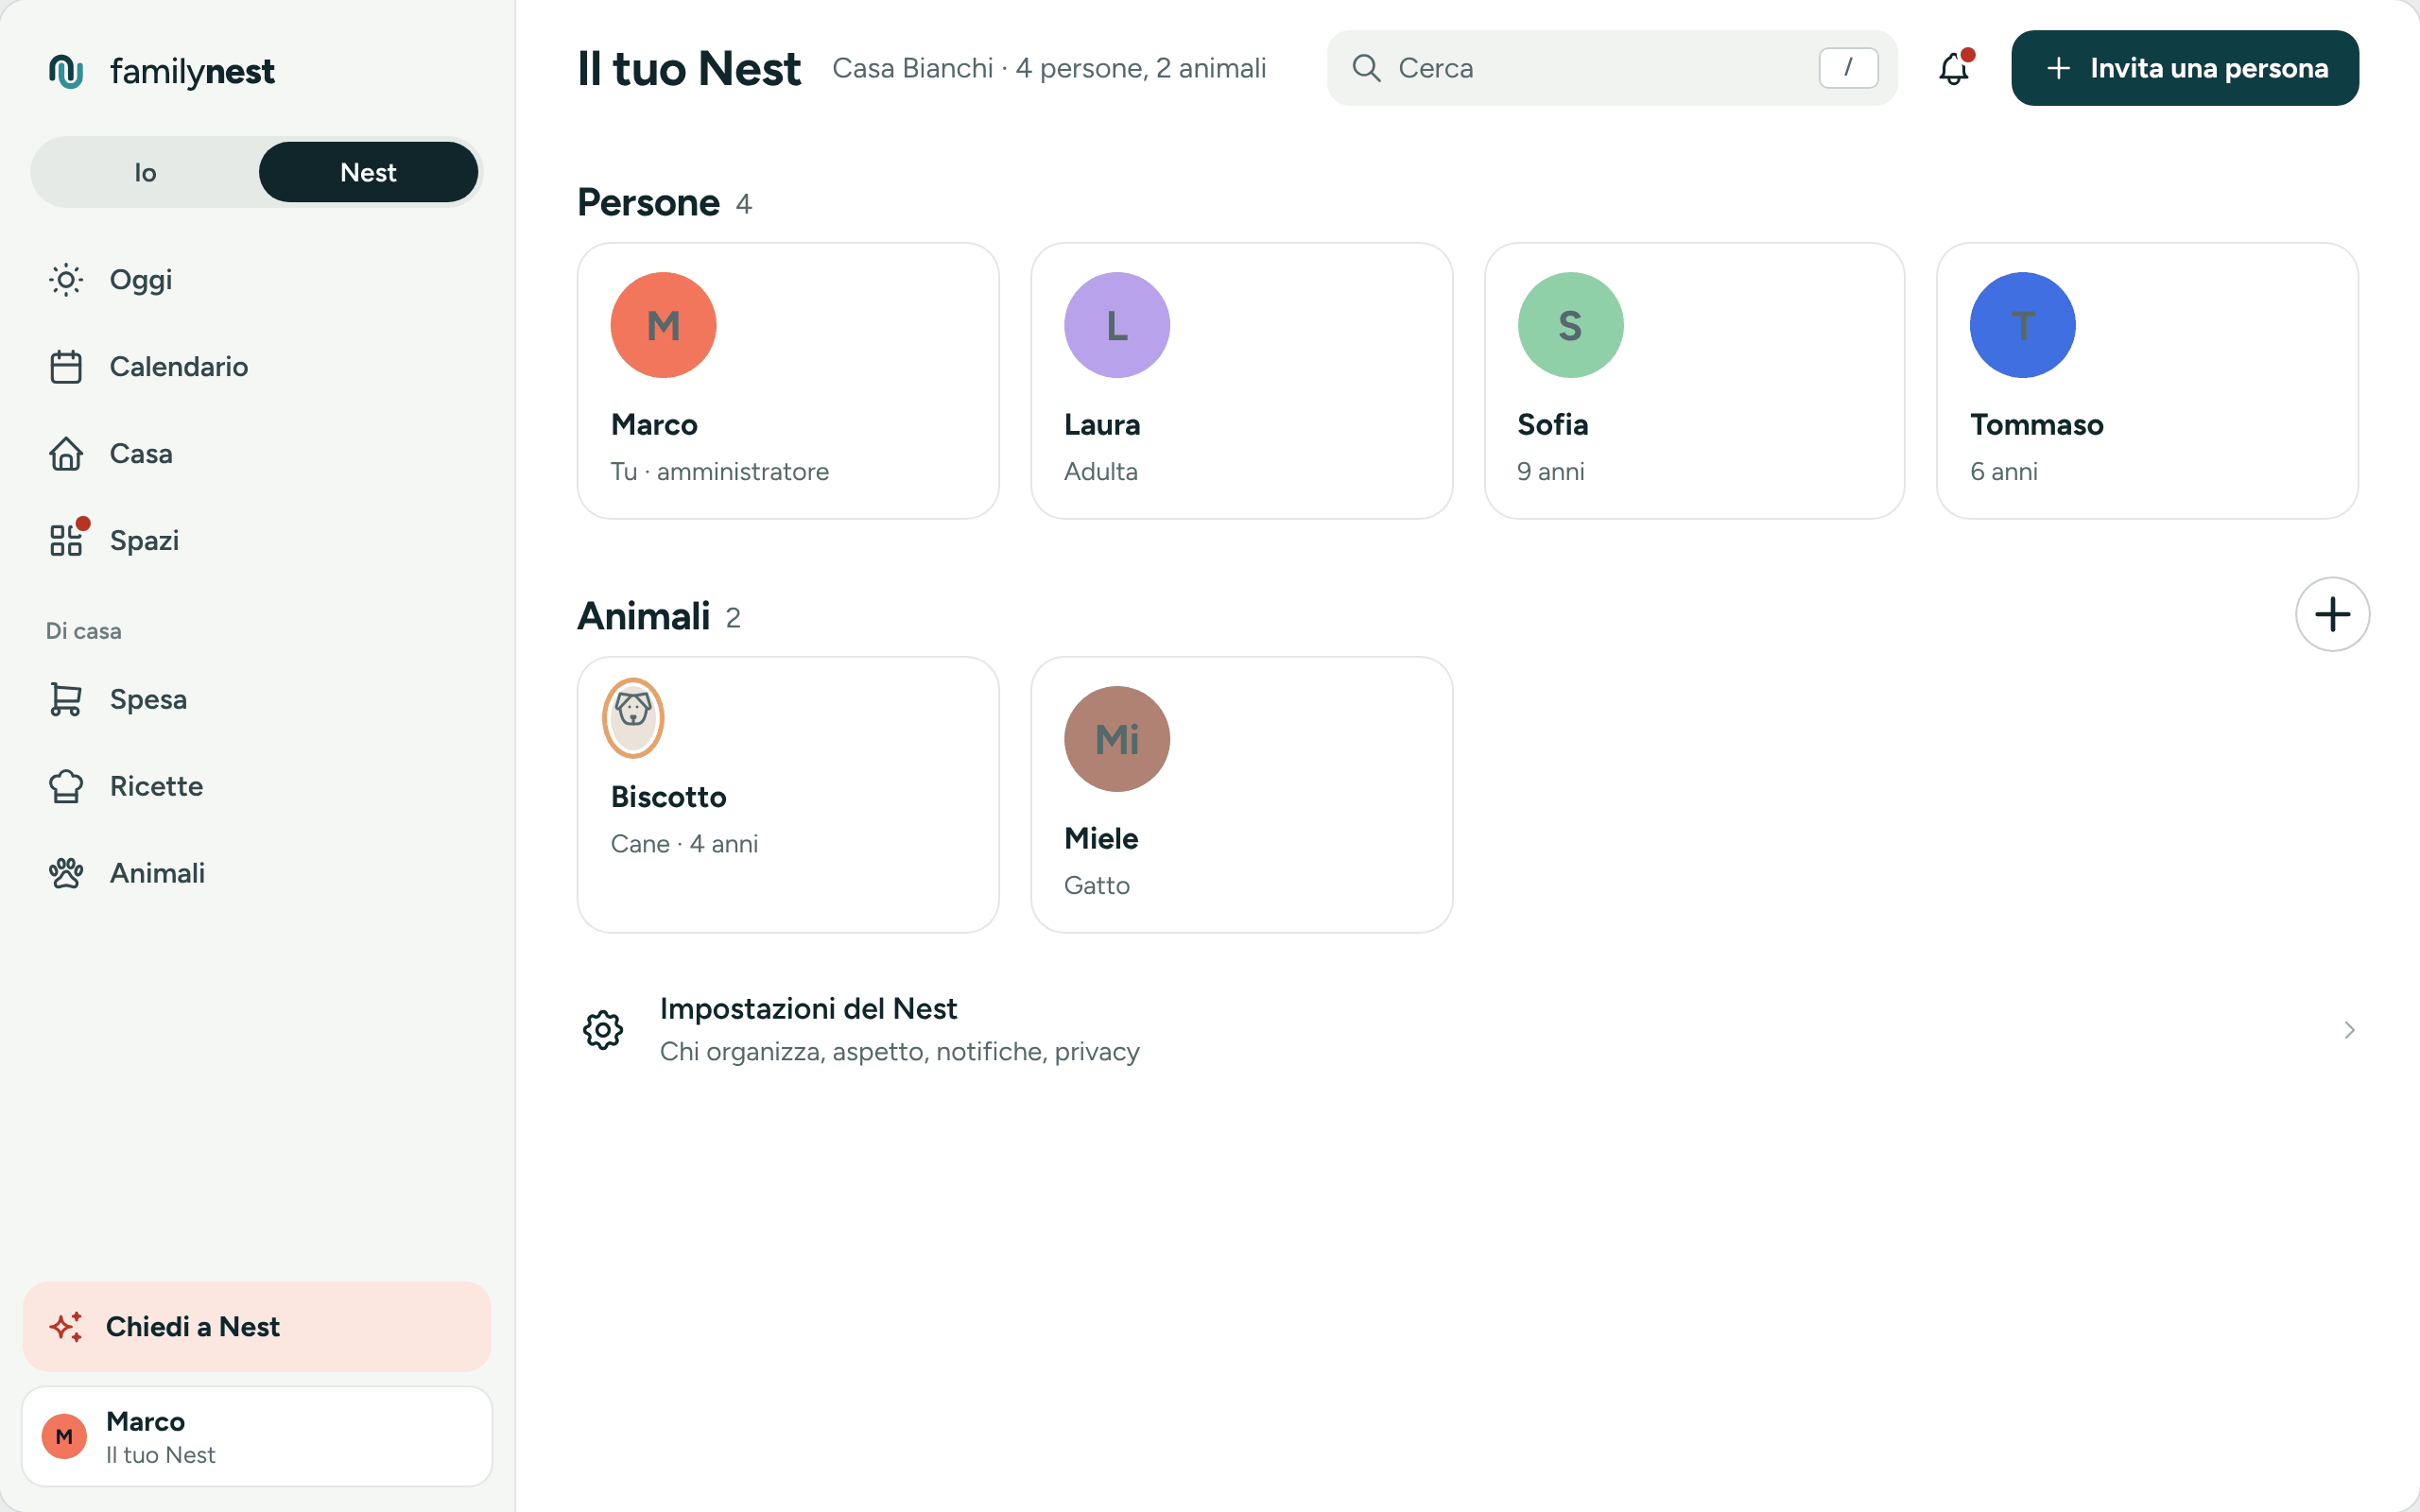 familynest
Io
Nest
Oggi
Calendario
Casa
Spazi
Di casa
Spesa
Ricette
Animali
Chiedi a Nest
M
Marco
Il tuo Nest
Il tuo Nest
Casa Bianchi · 4 persone, 2 animali
Cerca
/
Invita una persona
Persone 4
M
Marco
Tu · amministratore
L
Laura
Adulta
S
Sofia
9 anni
T
Tommaso
6 anni
Animali 2
Biscotto
Cane · 4 anni
Mi
Miele
Gatto
Impostazioni del Nest
Chi organizza, aspetto, notifiche, privacy